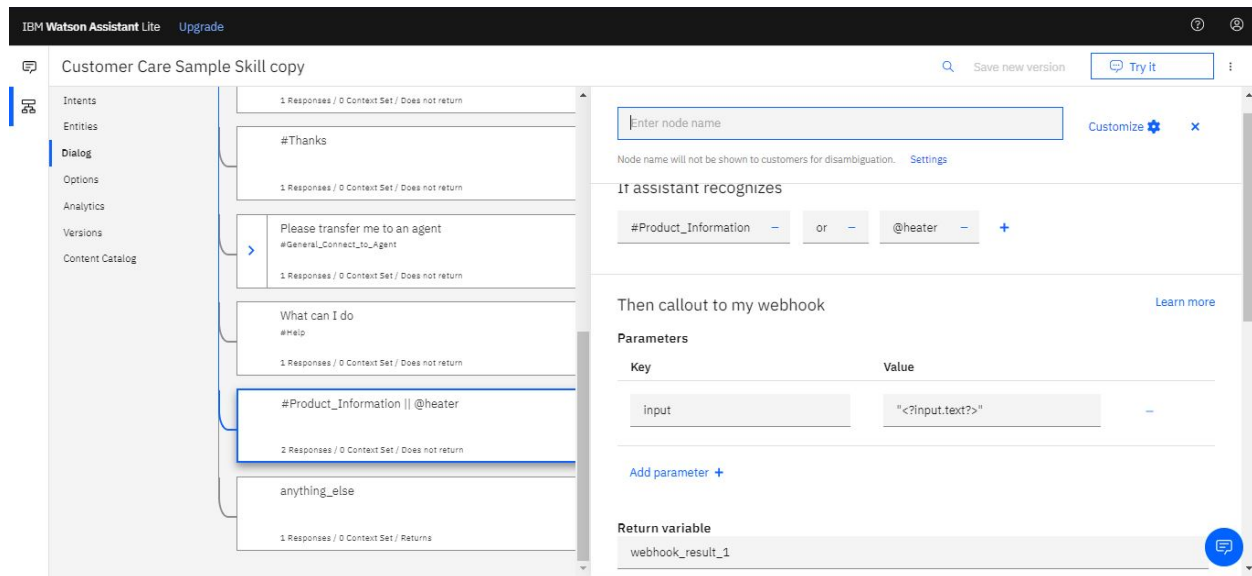 IBM Watson Assistant Lite Upgrade
Customer Care Sample Skill copy Save new version Try it
Intents
Entities
Dialog
Options
Analytics
Versions
Content Catalog
1 Responses / 0 Context Set / Does not return
#Thanks
1 Responses / 0 Context Set / Does not return
Please transfer me to an agent
#General_Connect_to_Agent
1 Responses / 0 Context Set / Does not return
What can I do
#Help
1 Responses / 0 Context Set / Does not return
#Product_Information || @heater
2 Responses / 0 Context Set / Does not return
anything_else
1 Responses / 0 Context Set / Returns
Enter node name
Customize
Node name will not be shown to customers for disambiguation. Settings
If assistant recognizes
#Product_Information – or – @heater – +
Then callout to my webhook Learn more
Parameters
Key Value
input "<?input.text?>" –
Add parameter +
Return variable
webhook_result_1